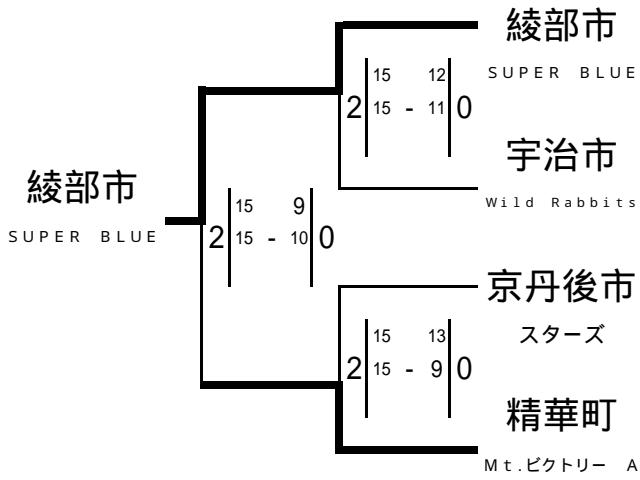 綾部市
SUPER BLUE
15 12
2 15 - 11 0
宇治市
Wild Rabbits
綾部市
SUPER BLUE
15 9
2 15 - 10 0
京丹後市
スターズ
15 13
2 15 - 9 0
精華町
Mt.ビクトリー A